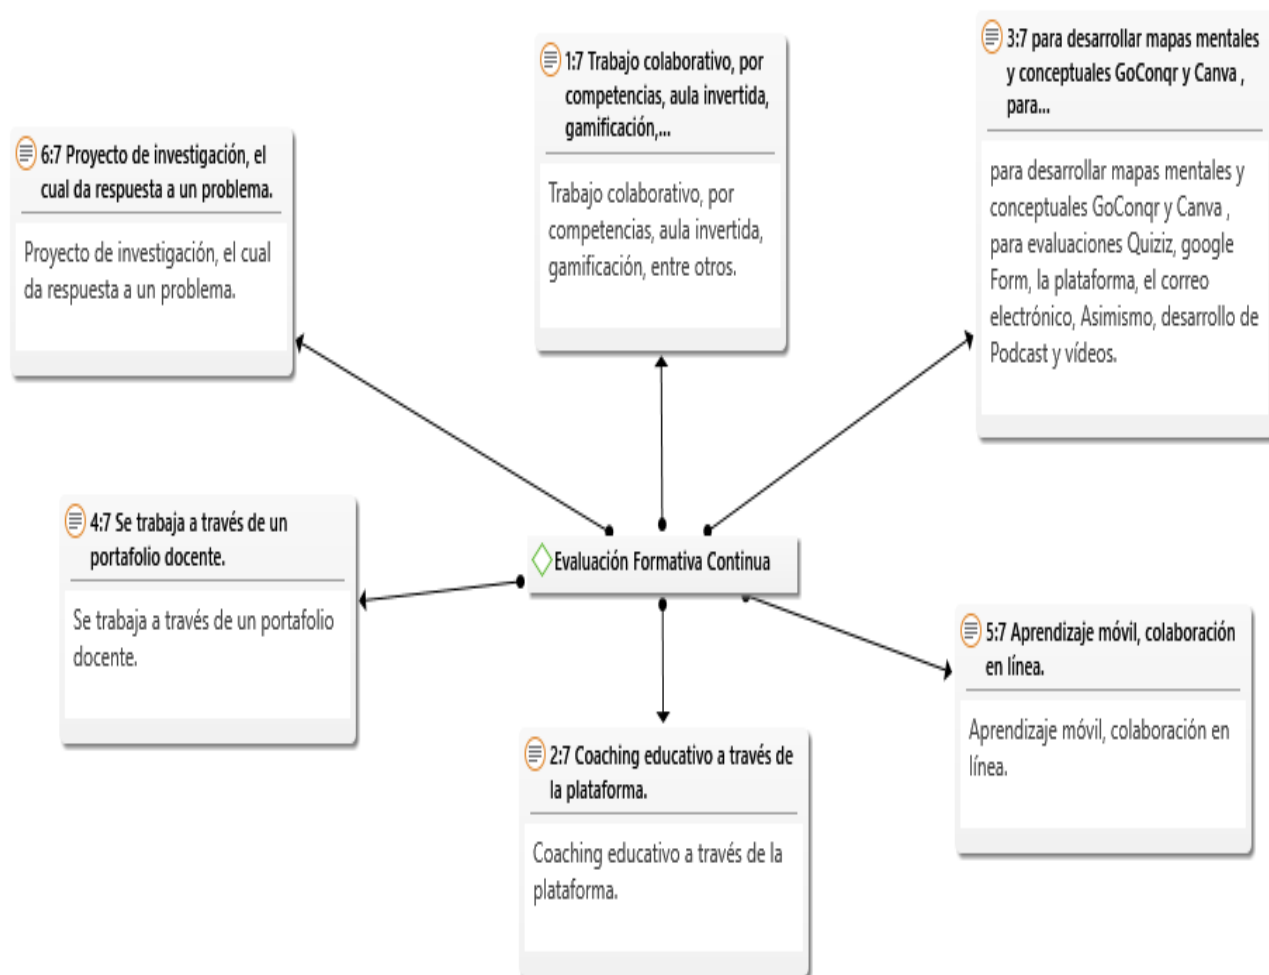 3:7 para desarrollar mapas mentales
y conceptuales GoConqr y Canva ,
para...
para desarrollar mapas mentales y
conceptuales GoConqr y Canva ,
para evaluaciones Quiziz, google
Form, la plataforma, el correo
electrónico, Asimismo, desarrollo de
Podcast y vídeos.
1:7 Trabajo colaborativo, por
competencias, aula invertida,
gamificación,...
Trabajo colaborativo, por
competencias, aula invertida,
gamificación, entre otros.
6:7 Proyecto de investigación, el
cual da respuesta a un problema.
Proyecto de investigación, el cual
da respuesta a un problema.
4:7 Se trabaja a través de un
portafolio docente.
Se trabaja a través de un portafolio
docente.
Evaluación Formativa Continua
5:7 Aprendizaje móvil, colaboración
en línea.
Aprendizaje móvil, colaboración en
línea.
2:7 Coaching educativo a través de
la plataforma.
Coaching educativo a través de la
plataforma.